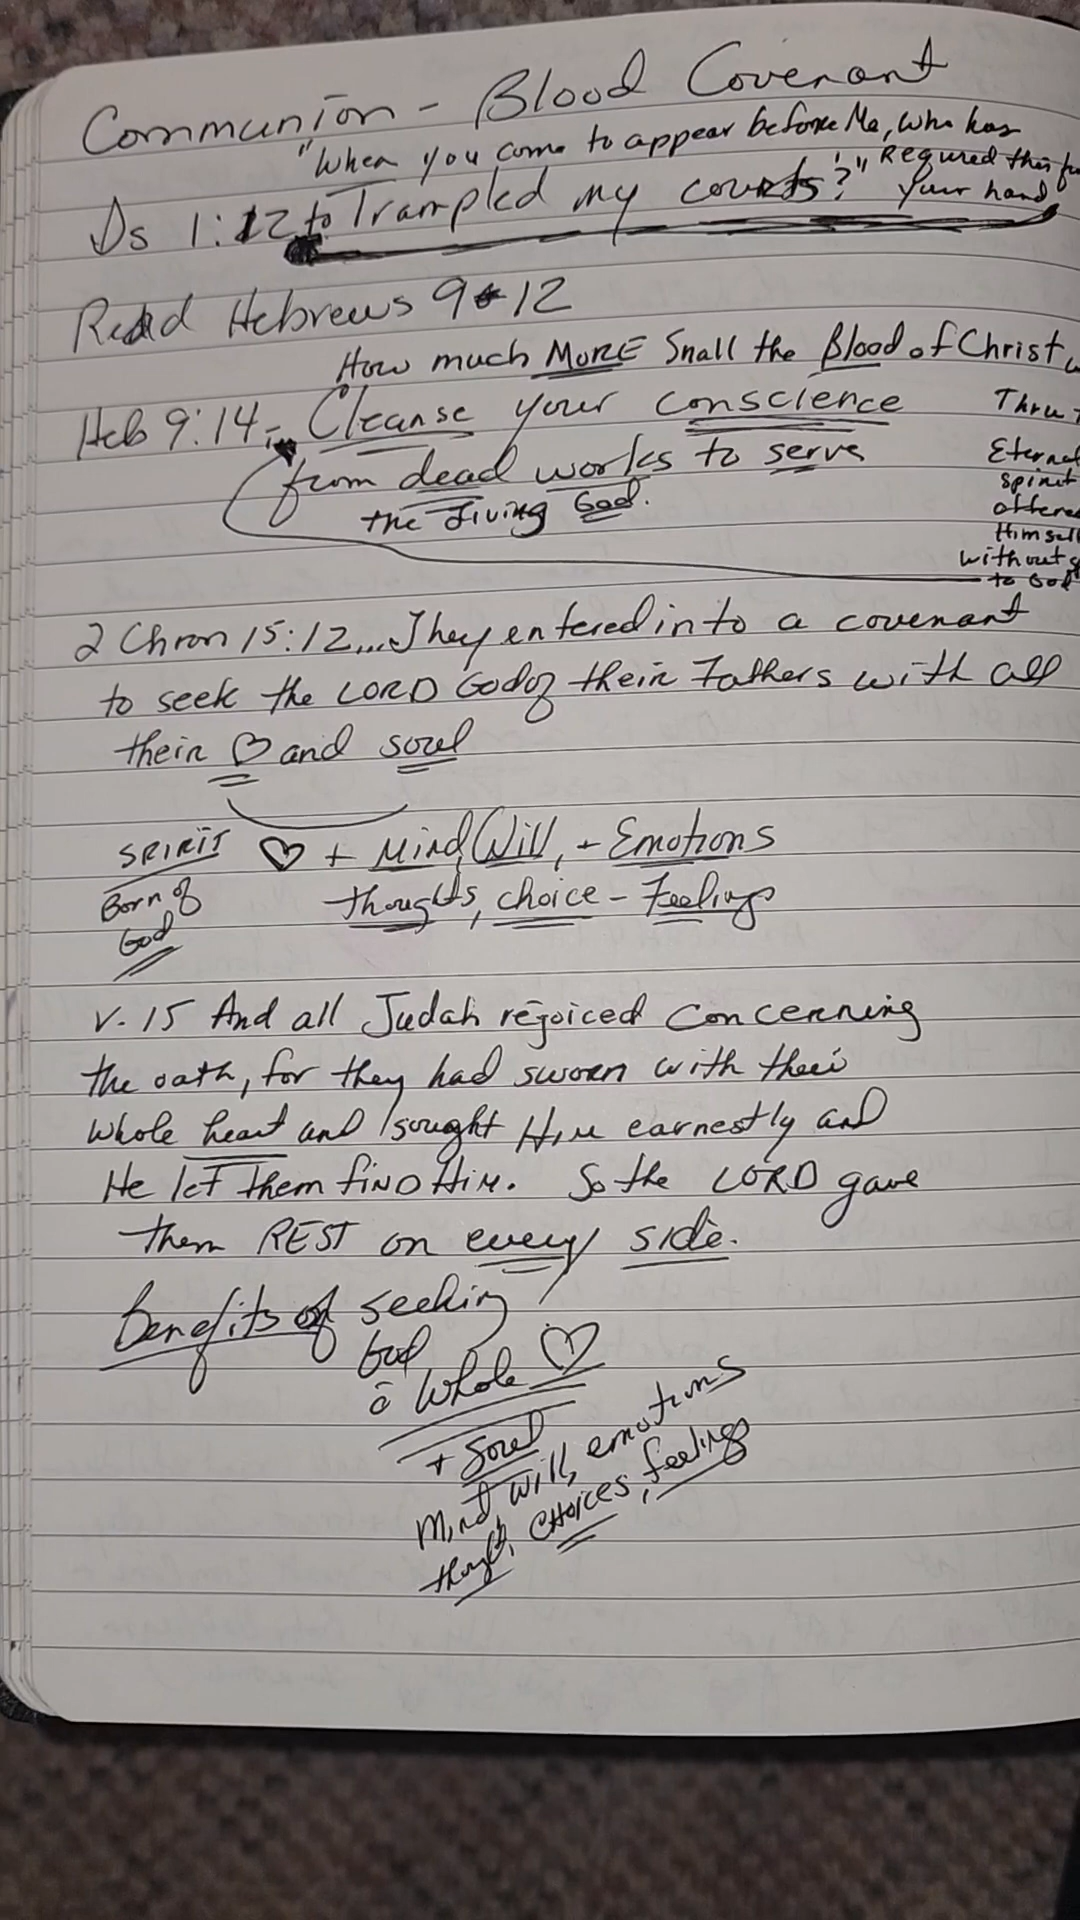 Communion - Blood Covenant
"When you come to appear before Me, who has
Required this
your hand
Is 1:12 to Trampled my courts?"
Read Hebrews 9 12
How much MORE Shall the Blood of Christ,
Heb 9:14 - Cleanse your conscience
from dead works to serve
the Living God.
Thru
Eternal
Spirit
offered
Himself
without
to God
2 Chron 15:12... They entered into a covenant
to seek the LORD God of their Fathers with all
their ♡ and soul
SPIRIT ♡ + Mind, Will, + Emotions
Born of thoughts, choice - Feelings
God
v. 15 And all Judah rejoiced concerning
the oath, for they had sworn with their
whole heart and sought Him earnestly and
He let them FIND Him. So the LORD gave
them REST on every side.
Benefits of seeking
God
c̄ Whole ♡
+ Soul
Mind, will, emotions
CHOICES, feelings